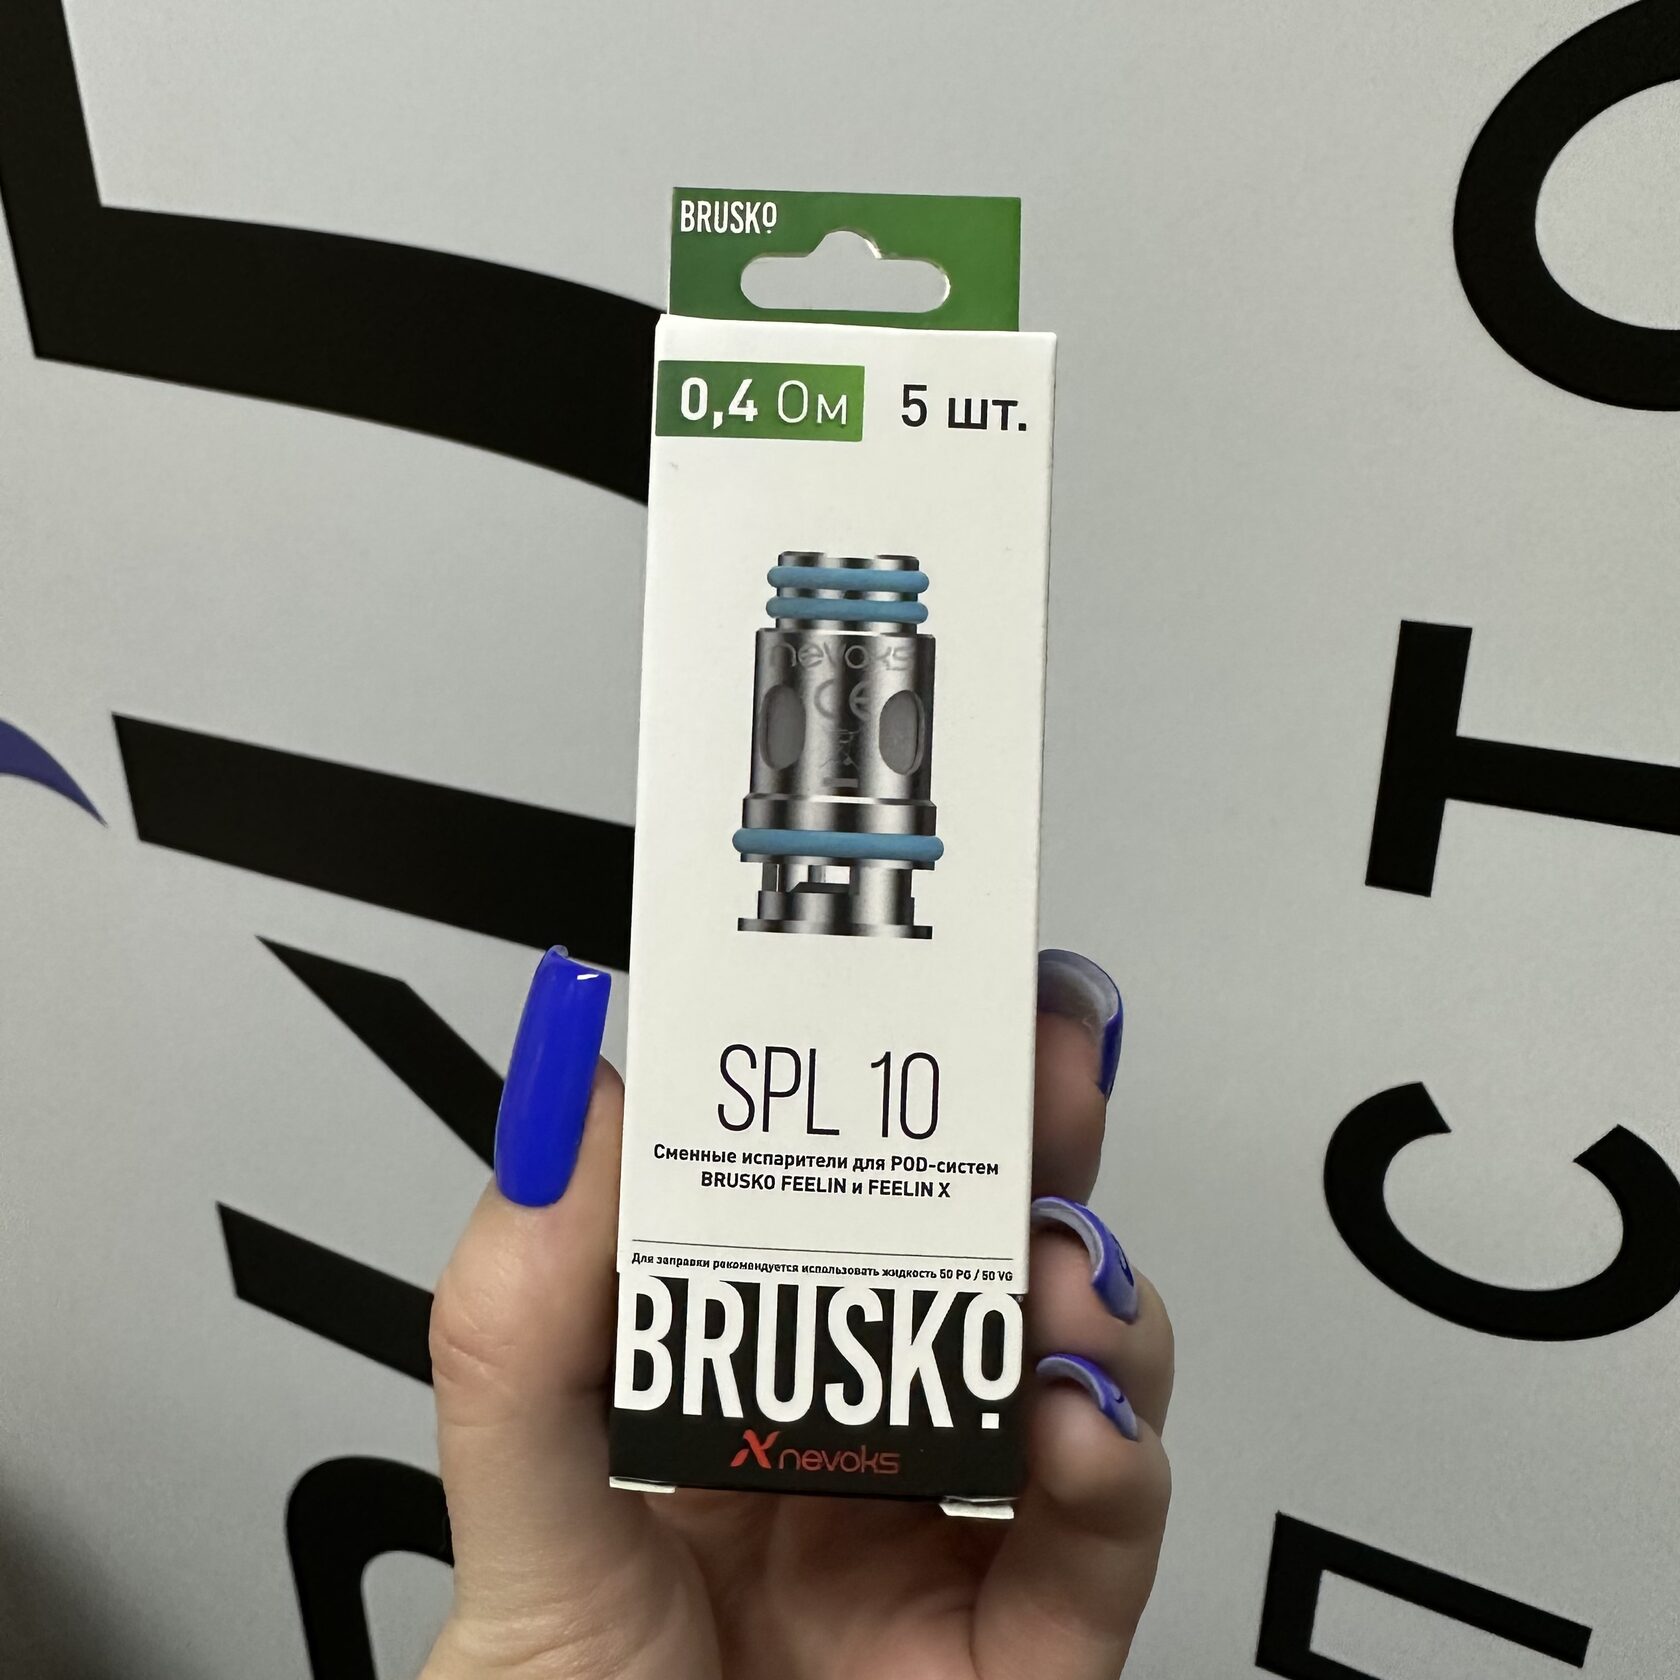 BRUSKO
0,4 Ом 5 шт.
nevoks
CE
SPL 10
Сменные испарители для POD-систем
BRUSKO FEELIN и FEELIN X
Для заправки рекомендуется использовать жидкость 50 PG / 50 VG
BRUSKO
nevoks